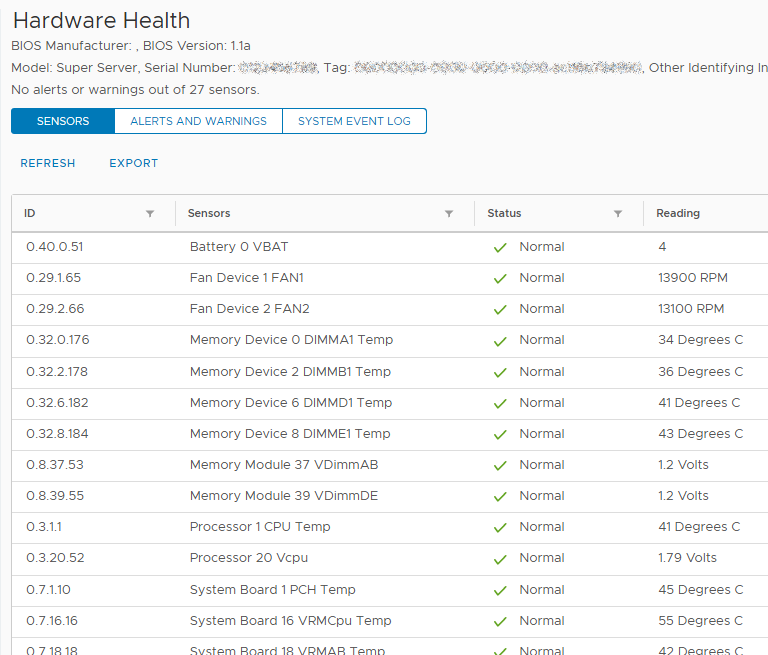 Hardware Health
BIOS Manufacturer: , BIOS Version: 1.1a
Model: Super Server, Serial Number: , Tag: , Other Identifying In
No alerts or warnings out of 27 sensors.
SENSORS ALERTS AND WARNINGS SYSTEM EVENT LOG
REFRESH EXPORT
ID Sensors Status Reading
0.40.0.51 Battery 0 VBAT Normal 4
0.29.1.65 Fan Device 1 FAN1 Normal 13900 RPM
0.29.2.66 Fan Device 2 FAN2 Normal 13100 RPM
0.32.0.176 Memory Device 0 DIMMA1 Temp Normal 34 Degrees C
0.32.2.178 Memory Device 2 DIMMB1 Temp Normal 36 Degrees C
0.32.6.182 Memory Device 6 DIMMD1 Temp Normal 41 Degrees C
0.32.8.184 Memory Device 8 DIMME1 Temp Normal 43 Degrees C
0.8.37.53 Memory Module 37 VDimmAB Normal 1.2 Volts
0.8.39.55 Memory Module 39 VDimmDE Normal 1.2 Volts
0.3.1.1 Processor 1 CPU Temp Normal 41 Degrees C
0.3.20.52 Processor 20 Vcpu Normal 1.79 Volts
0.7.1.10 System Board 1 PCH Temp Normal 45 Degrees C
0.7.16.16 System Board 16 VRMCpu Temp Normal 55 Degrees C
0.7.18.18 System Board 18 VRMAB Temp Normal 42 Degrees C